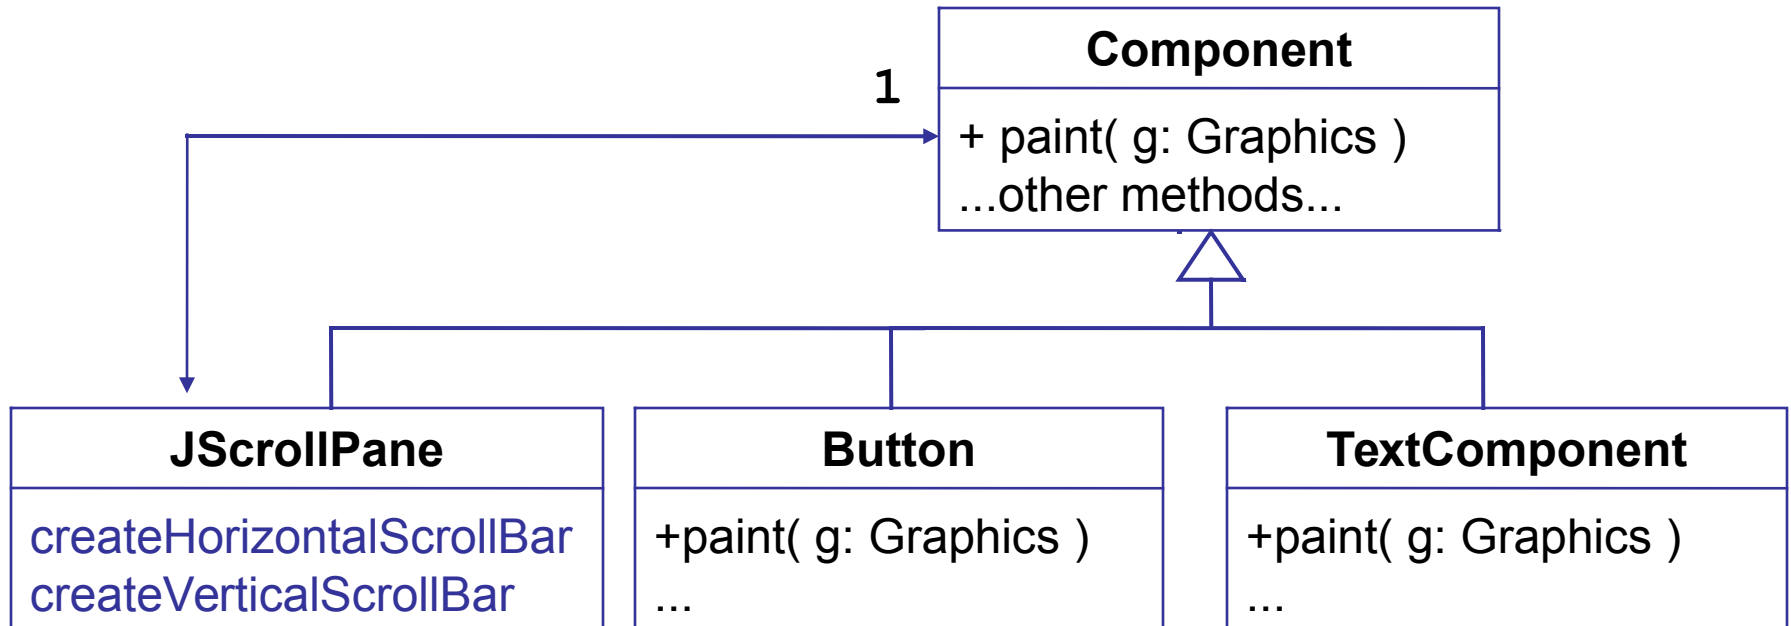 Component
1
+ paint( g: Graphics )
...other methods...
JScrollPane
createHorizontalScrollBar
createVerticalScrollBar
Button
+paint( g: Graphics )
...
TextComponent
+paint( g: Graphics )
...